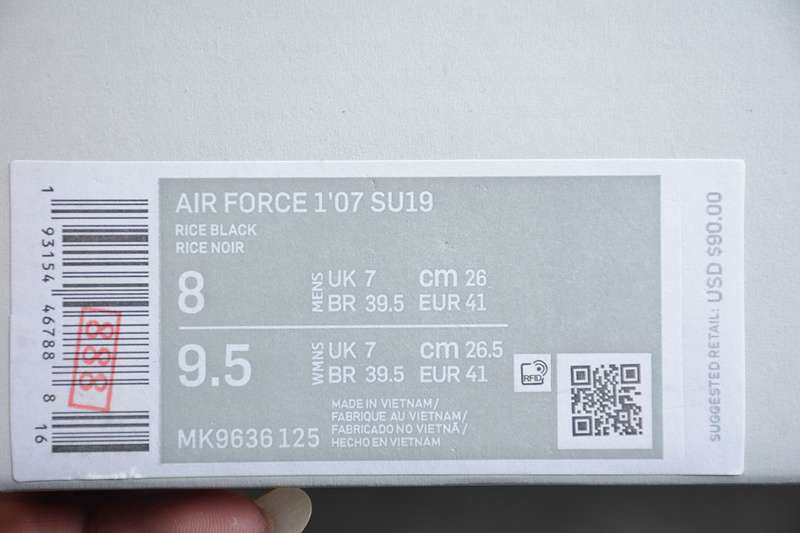 AIR FORCE 1'07 SU19
RICE BLACK
RICE NOIR
8
MENS
UK 7 cm 26
BR 39.5 EUR 41
9.5
WMNS
UK 7 cm 26.5
BR 39.5 EUR 41
MK9636 125
MADE IN VIETNAM/
FABRIQUE AU VIETNAM/
FABRICADO NO VIETNÃ/
HECHO EN VIETNAM
RFID
SUGGESTED RETAIL: USD $90.00
1 93154 46788 8 16
888